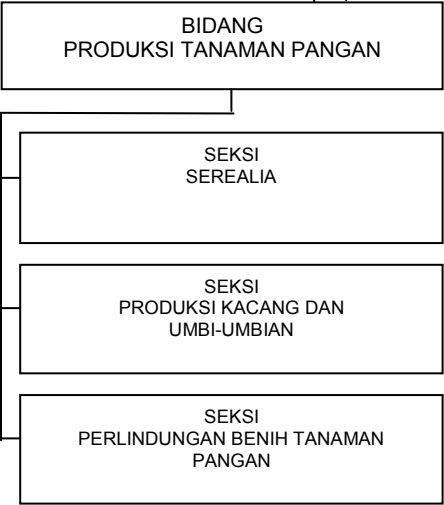 BIDANG
PRODUKSI TANAMAN PANGAN
SEKSI
SEREALIA
SEKSI
PRODUKSI KACANG DAN
UMBI-UMBIAN
SEKSI
PERLINDUNGAN BENIH TANAMAN
PANGAN